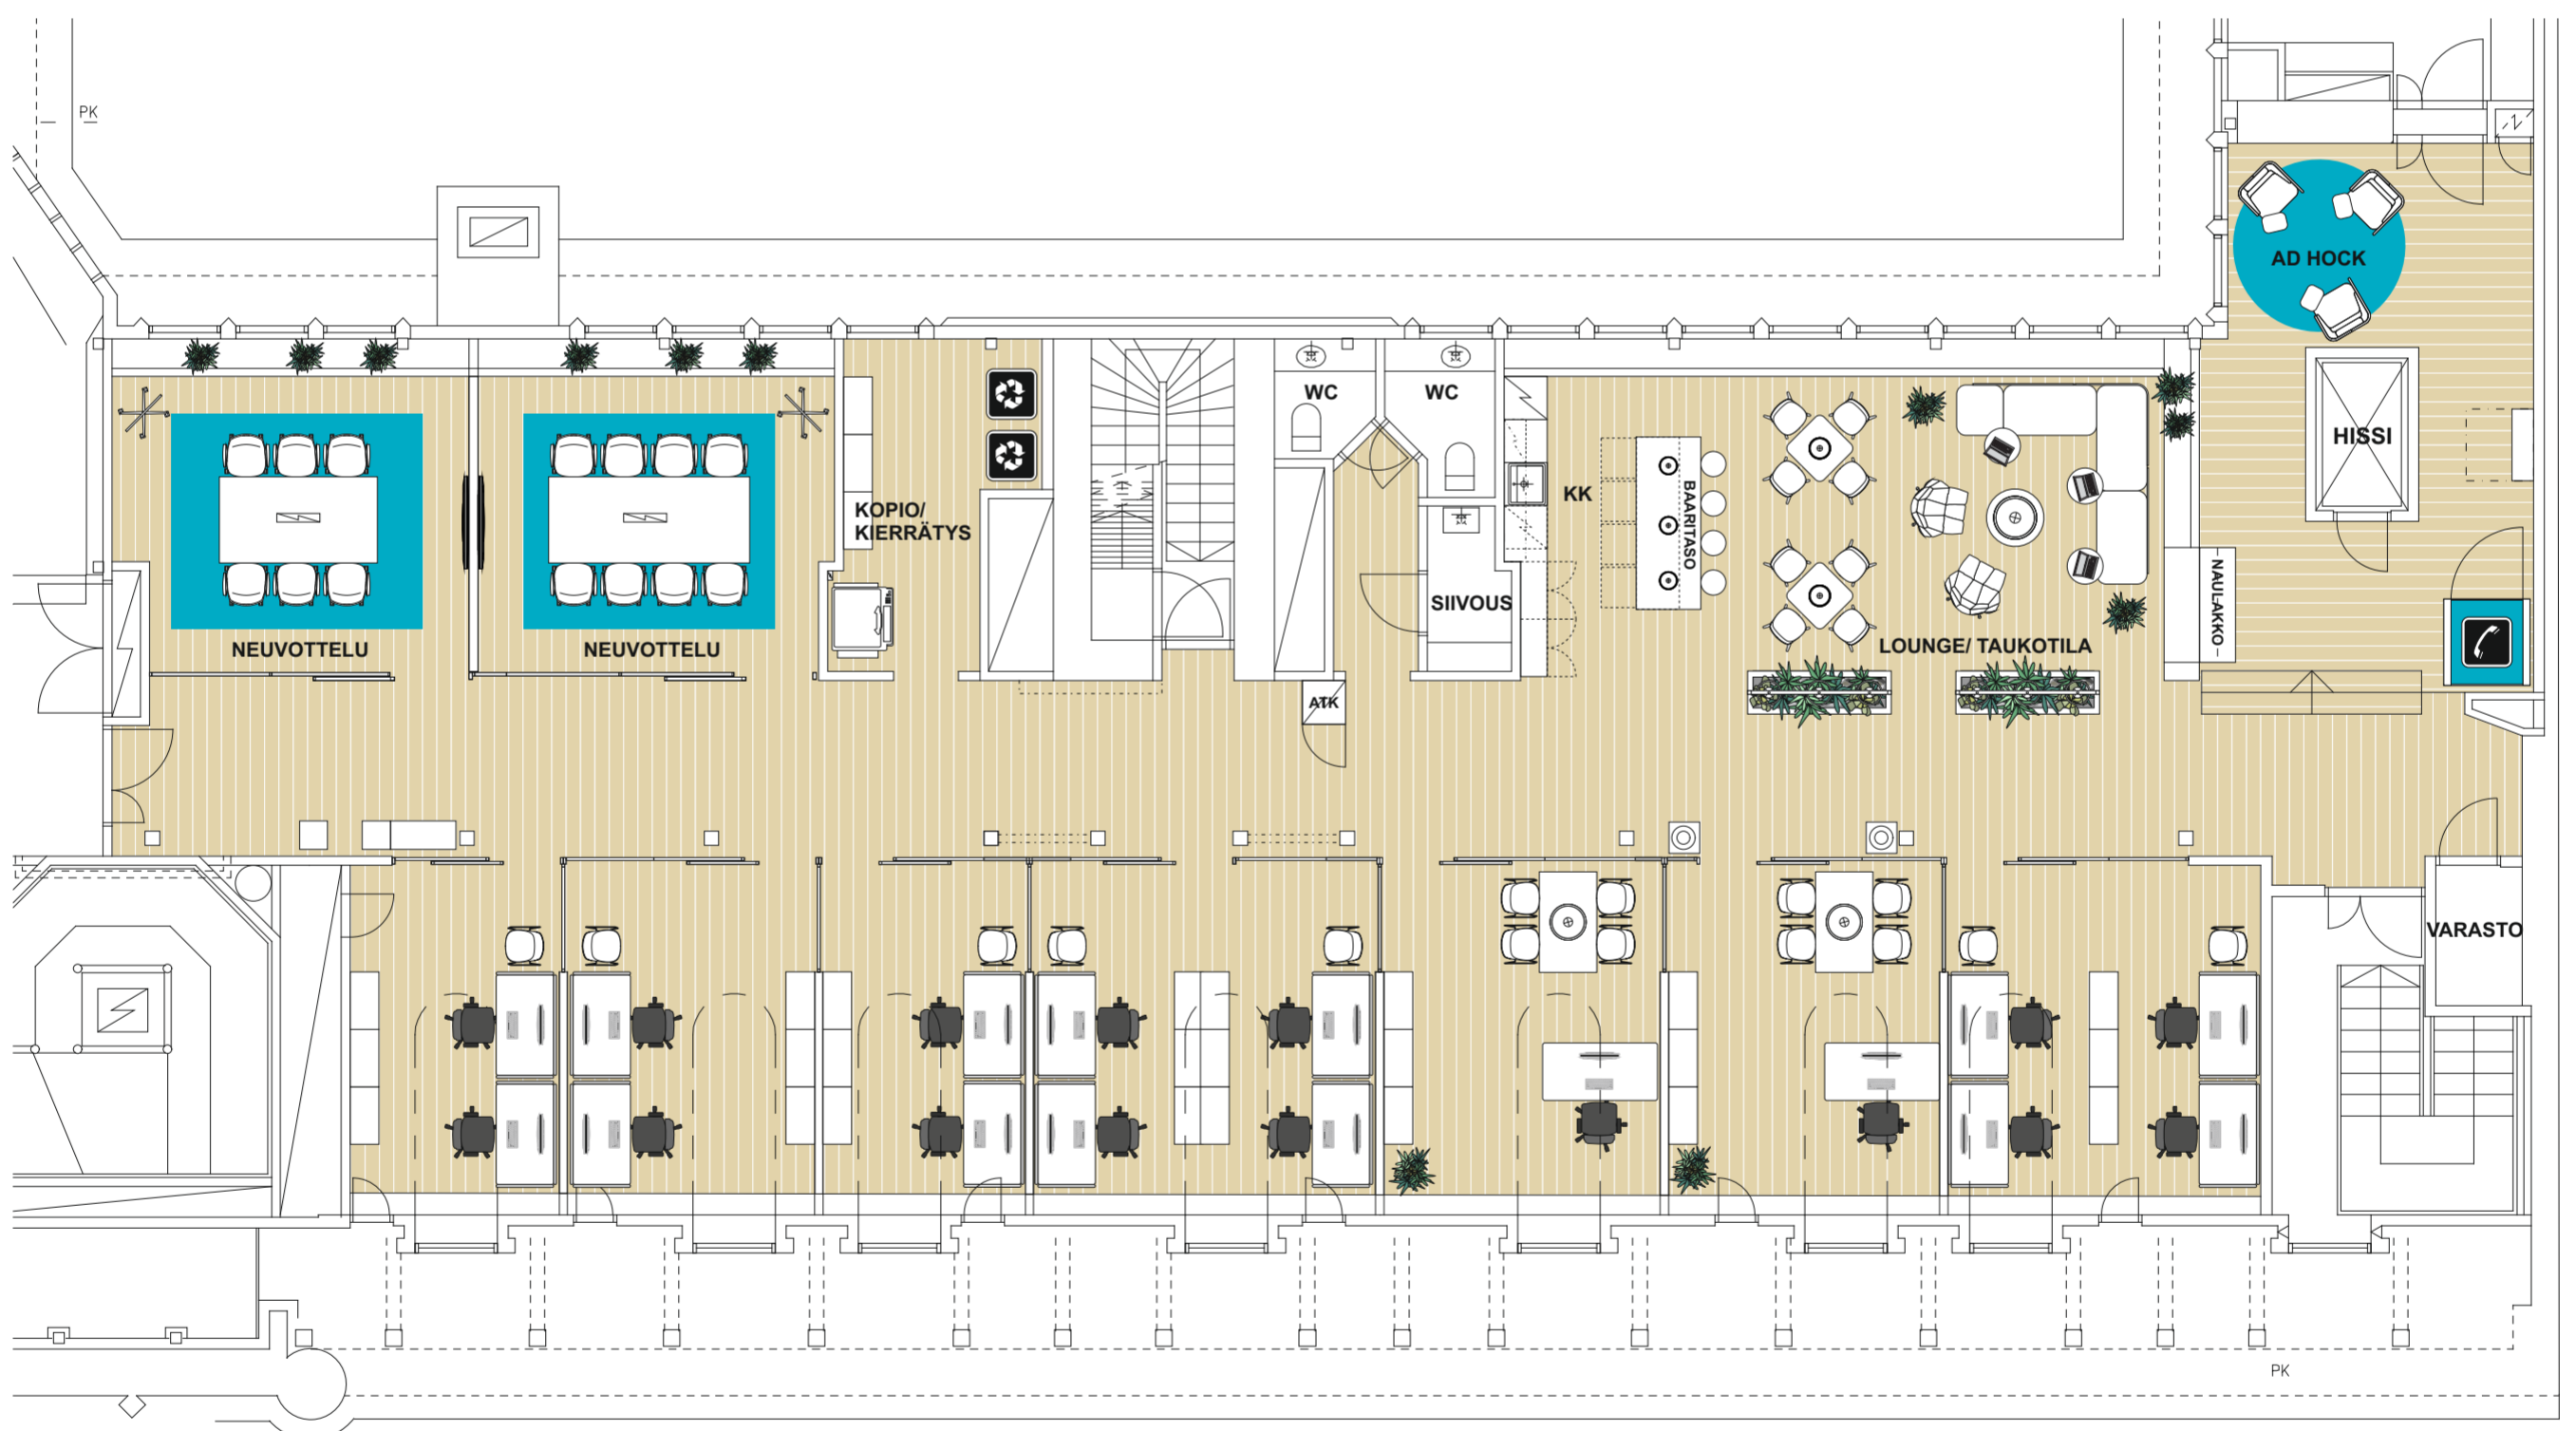 PK
AD HOCK
WC
WC
HISSI
KK
BAARITASO
KOPIO/
KIERRÄTYS
NAULAKKO
SIIVOUS
NEUVOTTELU
NEUVOTTELU
LOUNGE/ TAUKOTILA
ATK
VARASTO
PK